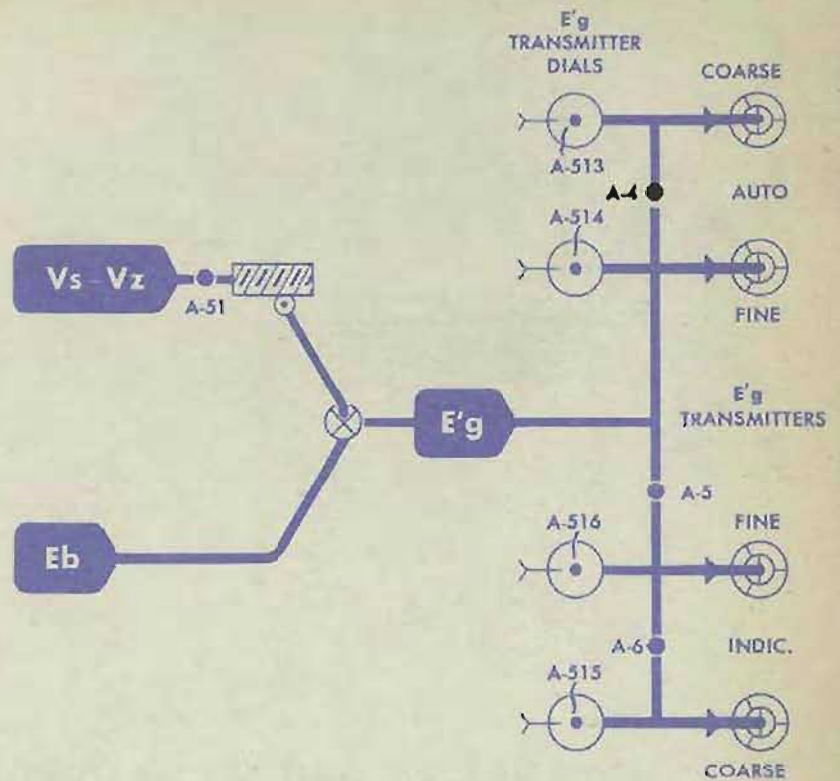 E'g
TRANSMITTER
DIALS
COARSE
A-513
A-4
AUTO
A-514
Vs - Vz
A-51
FINE
E'g
TRANSMITTERS
E'g
A-5
A-516
FINE
Eb
A-6
INDIC.
A-515
COARSE